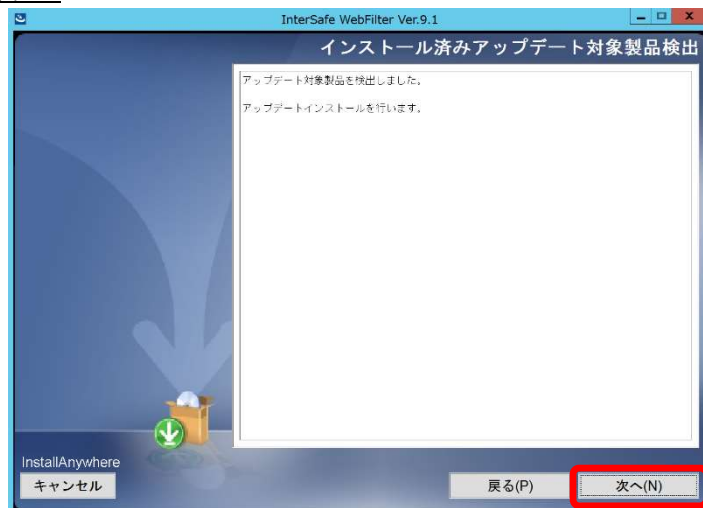 InterSafe WebFilter Ver.9.1
インストール済みアップデート対象製品検出
アップデート対象製品を検出しました。
アップデートインストールを行います。
InstallAnywhere
キャンセル
戻る(P)
次へ(N)